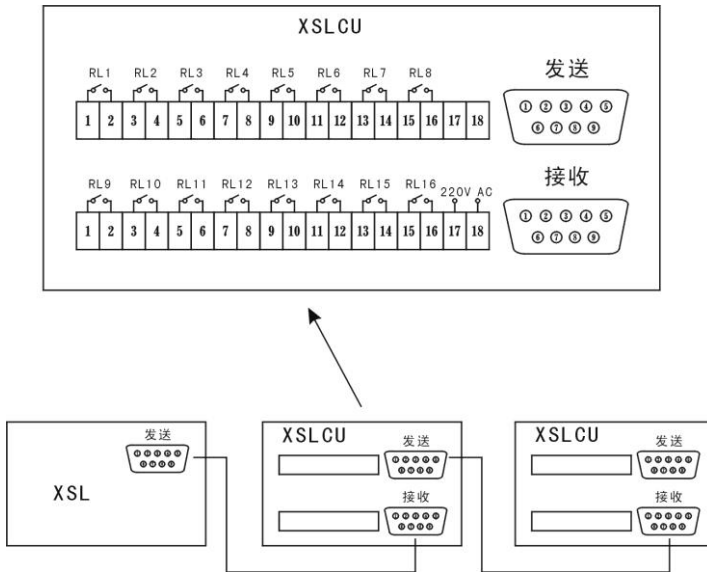 XSLCU
RL1 RL2 RL3 RL4 RL5 RL6 RL7 RL8
1 2 3 4 5 6 7 8 9 10 11 12 13 14 15 16 17 18
发送
① ② ③ ④ ⑤
⑥ ⑦ ⑧ ⑨
RL9 RL10 RL11 RL12 RL13 RL14 RL15 RL16 220V AC
1 2 3 4 5 6 7 8 9 10 11 12 13 14 15 16 17 18
接收
① ② ③ ④ ⑤
⑥ ⑦ ⑧ ⑨
XSL
发送
XSLCU
发送
接收
XSLCU
发送
接收